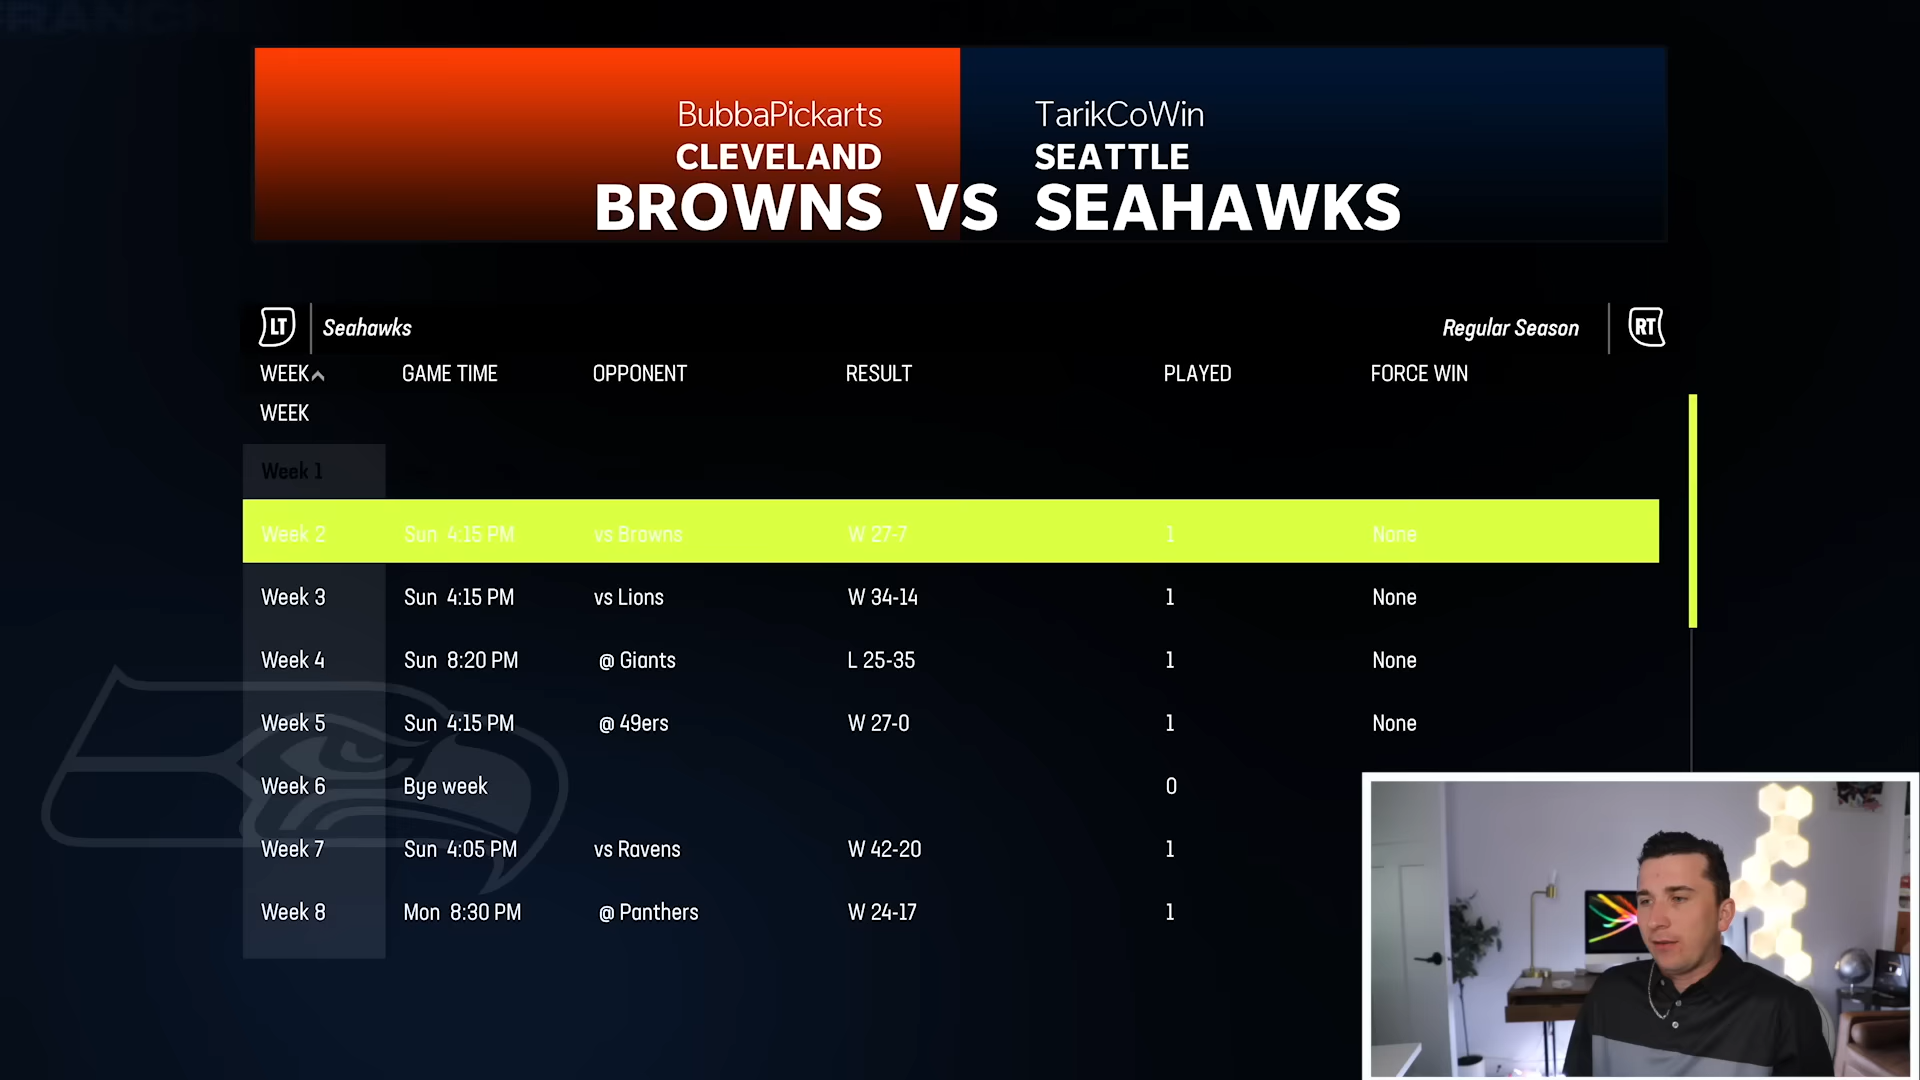 BubbaPickarts
CLEVELAND
BROWNS VS SEAHAWKS
TarikCoWin
SEATTLE
LT Seahawks Regular Season RT
WEEK GAME TIME OPPONENT RESULT PLAYED FORCE WIN
WEEK
Week 1
Week 2 Sun 4:15 PM vs Browns W 27-7 1 None
Week 3 Sun 4:15 PM vs Lions W 34-14 1 None
Week 4 Sun 8:20 PM @ Giants L 25-35 1 None
Week 5 Sun 4:15 PM @ 49ers W 27-0 1 None
Week 6 Bye week 0
Week 7 Sun 4:05 PM vs Ravens W 42-20 1
Week 8 Mon 8:30 PM @ Panthers W 24-17 1